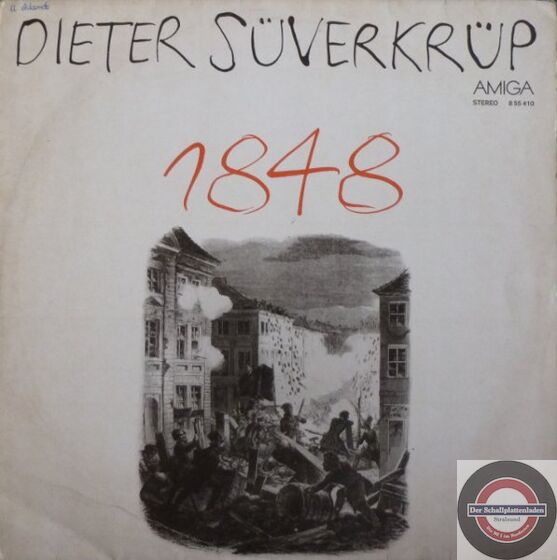 DIETER SÜVERKRÜP
AMIGA
STEREO 8 55 410
1848
Der Schallplattenladen
Stralsund